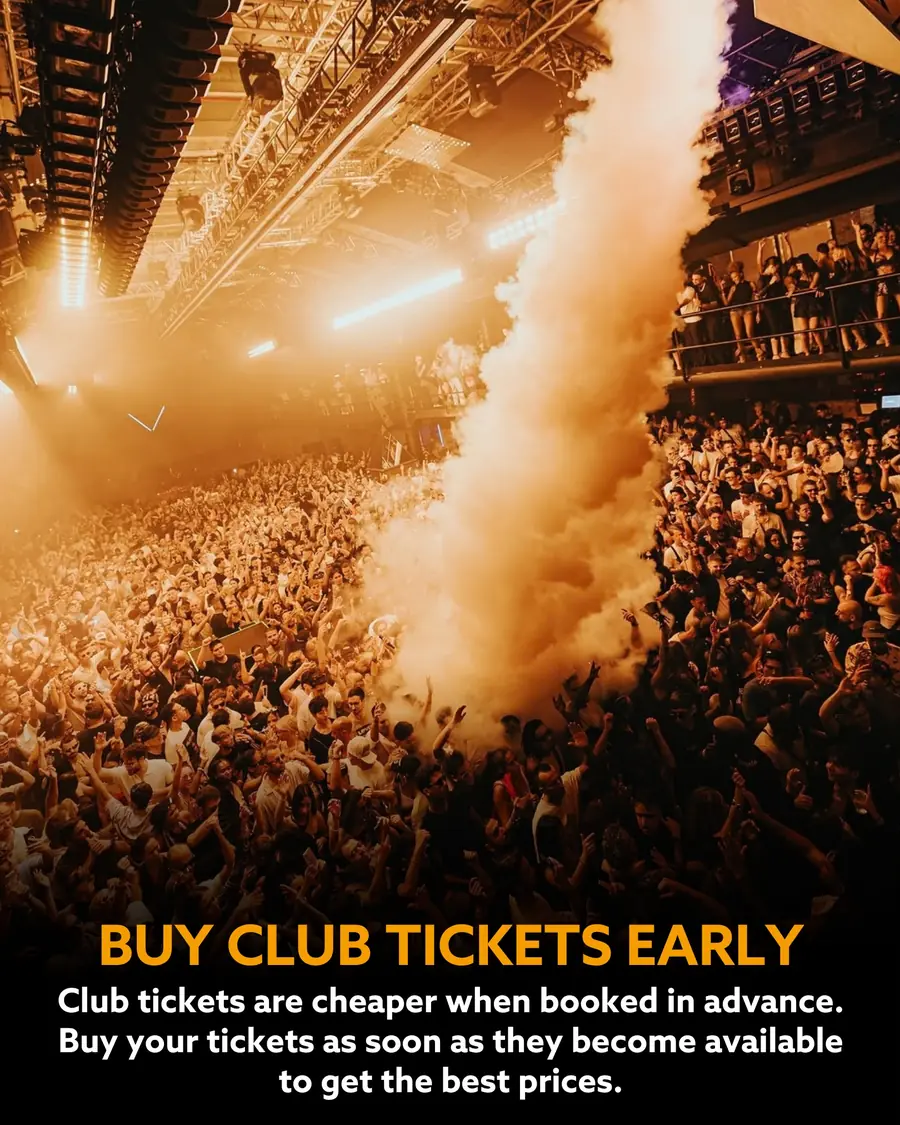 BUY CLUB TICKETS EARLY
Club tickets are cheaper when booked in advance.
Buy your tickets as soon as they become available
to get the best prices.